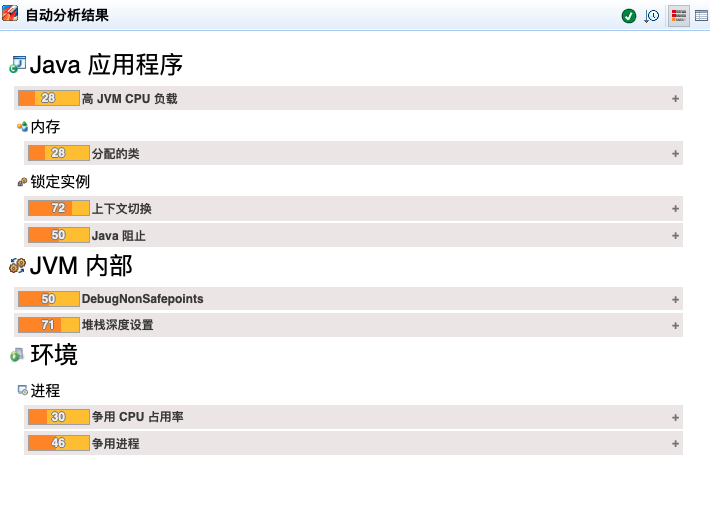 自动分析结果
Java 应用程序
28 高 JVM CPU 负载 +
内存
28 分配的类 +
锁定实例
72 上下文切换 +
50 Java 阻止 +
JVM 内部
50 DebugNonSafepoints +
71 堆栈深度设置 +
环境
进程
30 争用 CPU 占用率 +
46 争用进程 +